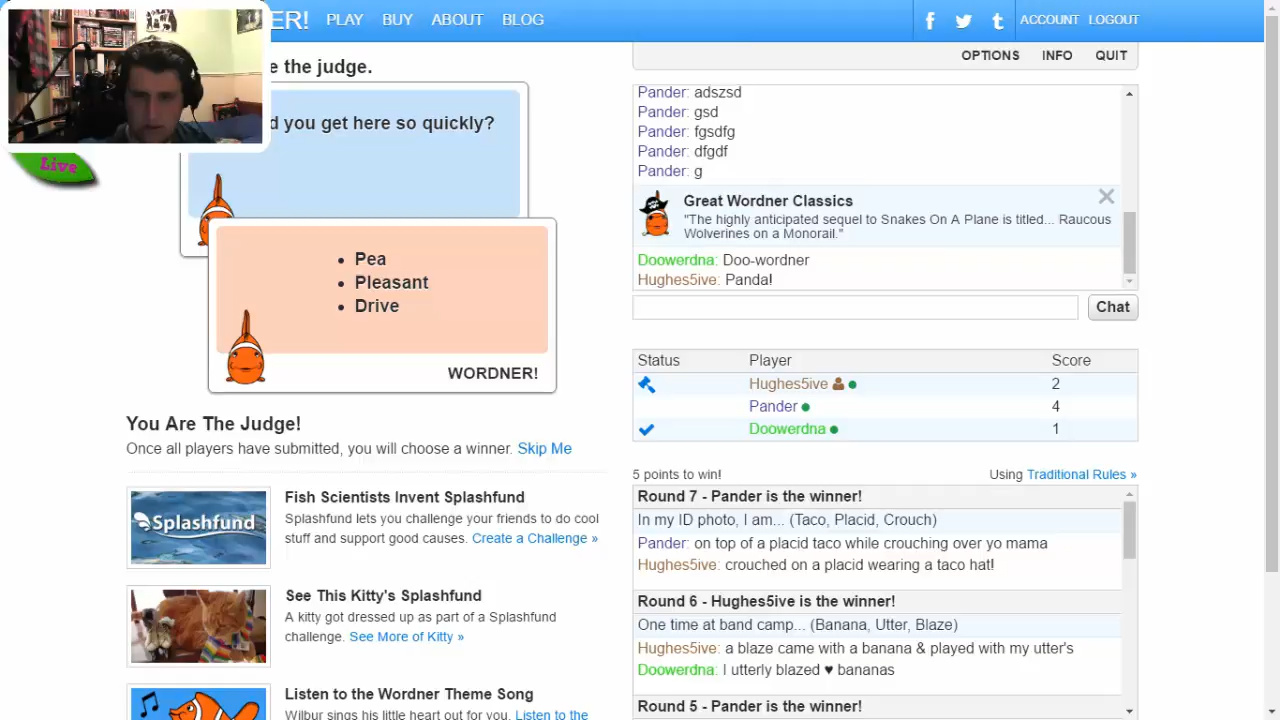 ER! PLAY BUY ABOUT BLOG ACCOUNT LOGOUT
e the judge.
d you get here so quickly?
Live
Pea
Pleasant
Drive
WORDNER!
You Are The Judge!
Once all players have submitted, you will choose a winner. Skip Me
Fish Scientists Invent Splashfund
Splashfund lets you challenge your friends to do cool
stuff and support good causes. Create a Challenge »
Splashfund
See This Kitty's Splashfund
A kitty got dressed up as part of a Splashfund
challenge. See More of Kitty »
Listen to the Wordner Theme Song
Wilbur sings his little heart out for you. Listen to the
OPTIONS INFO QUIT
Pander: adszsd
Pander: gsd
Pander: fgsdfg
Pander: dfgdf
Pander: g
Great Wordner Classics
"The highly anticipated sequel to Snakes On A Plane is titled... Raucous
Wolverines on a Monorail."
Doowerdna: Doo-wordner
Hughes5ive: Panda!
Chat
Status Player Score
Hughes5ive 2
Pander 4
Doowerdna 1
5 points to win! Using Traditional Rules »
Round 7 - Pander is the winner!
In my ID photo, I am... (Taco, Placid, Crouch)
Pander: on top of a placid taco while crouching over yo mama
Hughes5ive: crouched on a placid wearing a taco hat!
Round 6 - Hughes5ive is the winner!
One time at band camp... (Banana, Utter, Blaze)
Hughes5ive: a blaze came with a banana & played with my utter's
Doowerdna: I utterly blazed ♥ bananas
Round 5 - Pander is the winner!